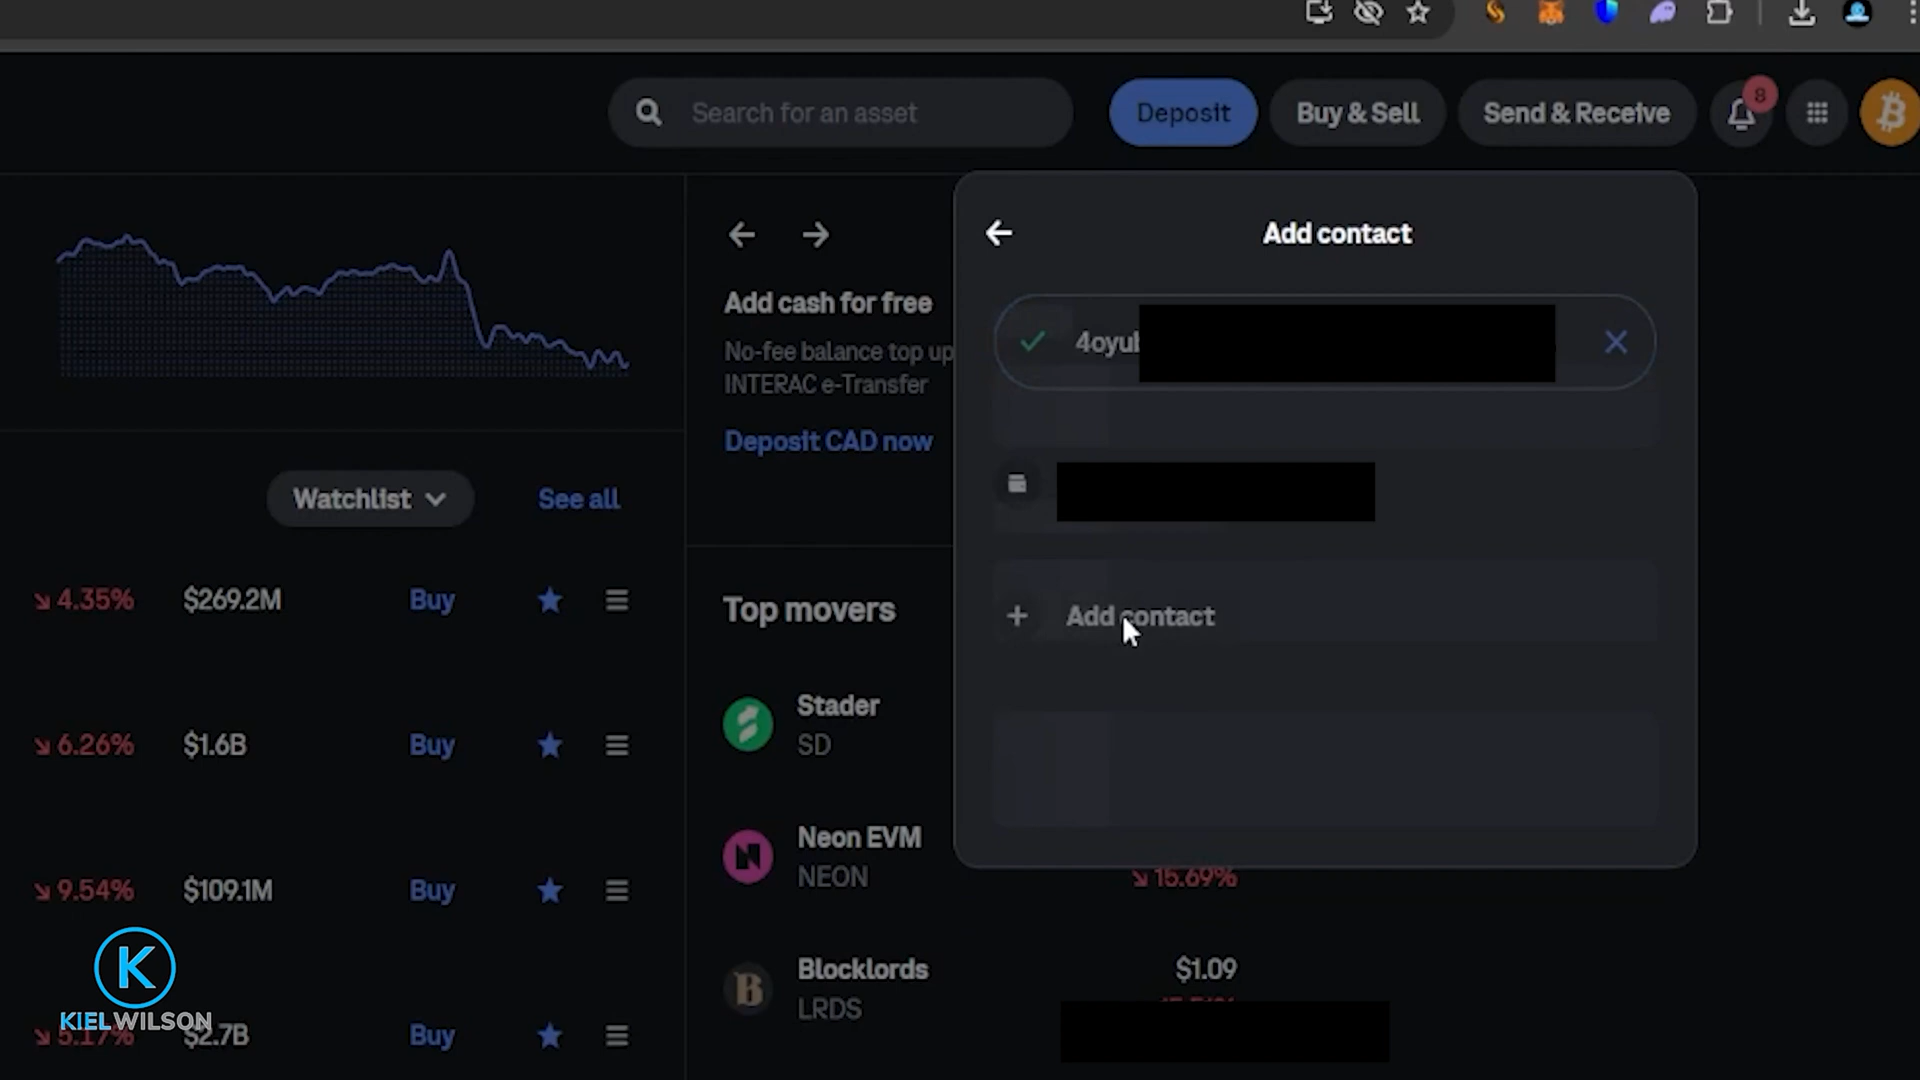 Search for an asset
Deposit
Buy & Sell
Send & Receive
8
Add contact
4oyu
Add cash for free
No-fee balance top up
INTERAC e-Transfer
Deposit CAD now
Watchlist
See all
Add contact
4.35% $269.2M Buy
6.26% $1.6B Buy
9.54% $109.1M Buy
5.17% $2.7B Buy
Top movers
Stader
SD
Neon EVM
NEON
15.69%
Blocklords
LRDS
$1.09
K
KIELWILSON